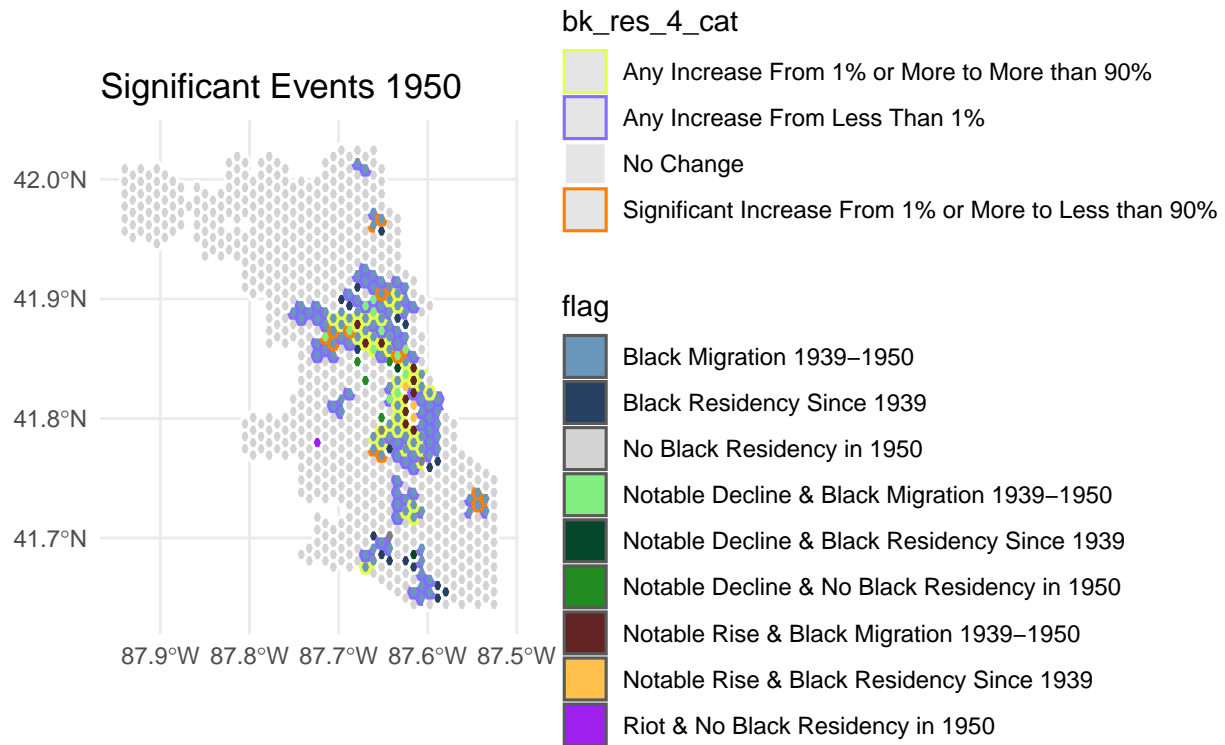 Significant Events 1950
42.0°N
41.9°N
41.8°N
41.7°N
87.9°W
87.8°W
87.7°W
87.6°W
87.5°W
bk_res_4_cat
Any Increase From 1% or More to More than 90%
Any Increase From Less Than 1%
No Change
Significant Increase From 1% or More to Less than 90%
flag
Black Migration 1939−1950
Black Residency Since 1939
No Black Residency in 1950
Notable Decline & Black Migration 1939−1950
Notable Decline & Black Residency Since 1939
Notable Decline & No Black Residency in 1950
Notable Rise & Black Migration 1939−1950
Notable Rise & Black Residency Since 1939
Riot & No Black Residency in 1950